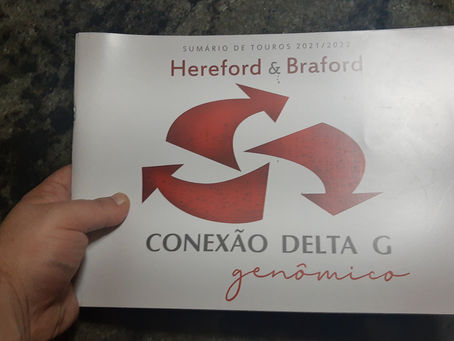 SUMÁRIO DE TOUROS 2021/2022
Hereford & Braford
CONEXÃO DELTA G
genômico